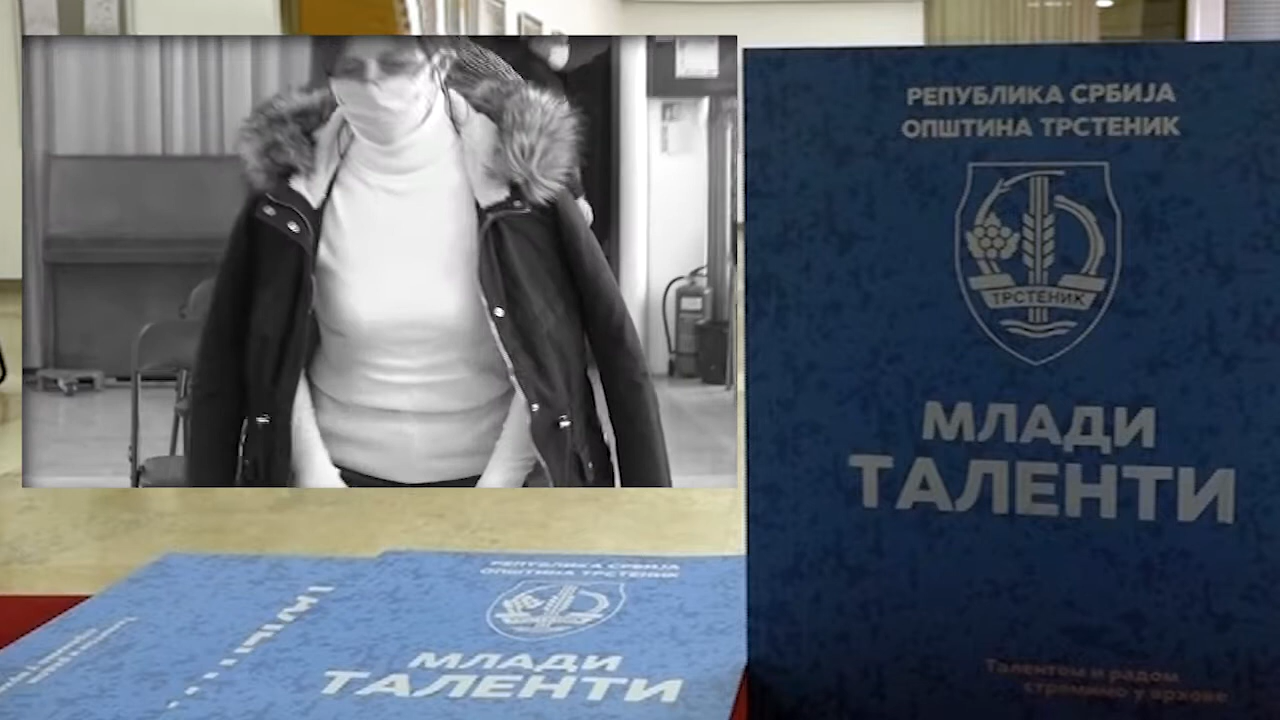 РЕПУБЛИКА СРБИЈА
ОПШТИНА ТРСТЕНИК
ТРСТЕНИК
МЛАДИ
ТАЛЕНТИ
Талентом и радом
стремимо у врхове
РЕПУБЛИКА СРБИЈА
ОПШТИНА ТРСТЕНИК
МЛАДИ
ТАЛЕНТИ